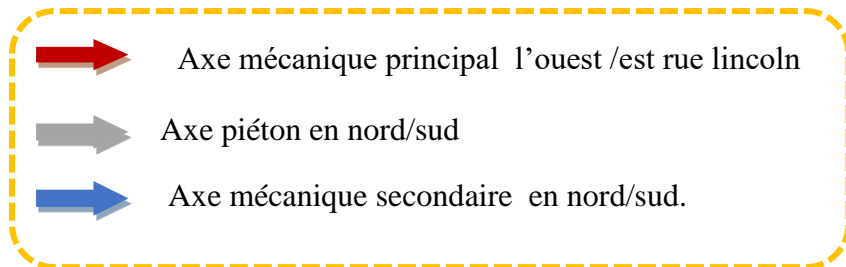 Axe mécanique principal l’ouest /est rue lincoln
Axe piéton en nord/sud
Axe mécanique secondaire en nord/sud.